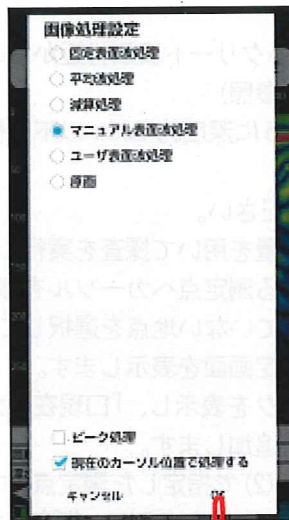 画像処理設定
固定表面波処理
平均波処理
減算処理
マニュアル表面波処理
ユーザ表面波処理
原画
ピーク処理
現在のカーソル位置で処理する
キャンセル OK